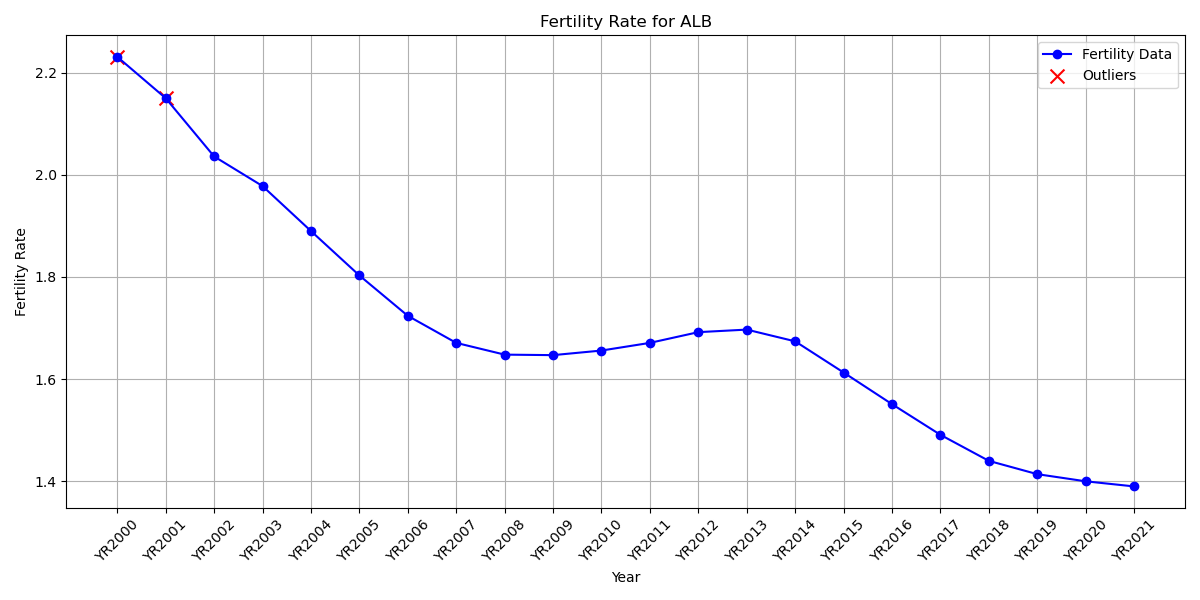 Fertility Rate for ALB
Fertility Data
Outliers
Fertility Rate
2.2
2.0
1.8
1.6
1.4
YR2000
YR2001
YR2002
YR2003
YR2004
YR2005
YR2006
YR2007
YR2008
YR2009
YR2010
YR2011
YR2012
YR2013
YR2014
YR2015
YR2016
YR2017
YR2018
YR2019
YR2020
YR2021
Year